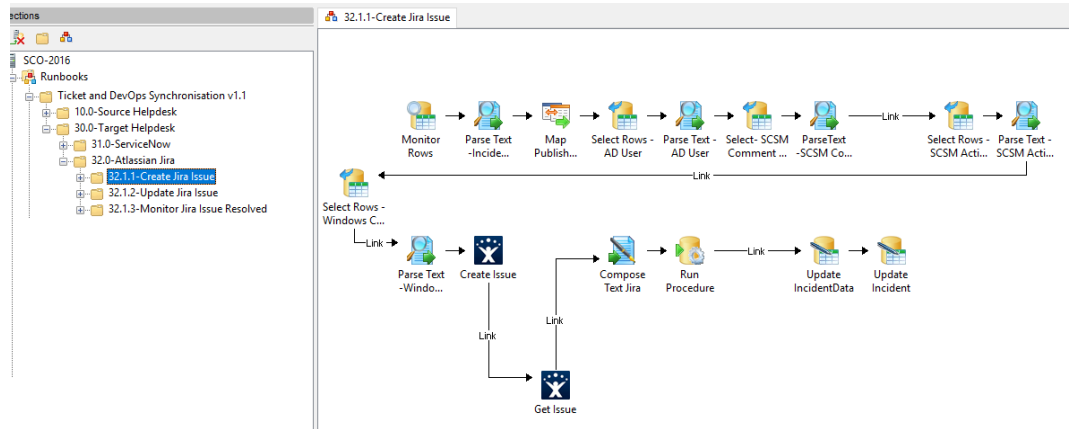 ections
32.1.1-Create Jira Issue
SCO-2016
Runbooks
Ticket and DevOps Synchronisation v1.1
10.0-Source Helpdesk
30.0-Target Helpdesk
31.0-ServiceNow
32.0-Atlassian Jira
32.1.1-Create Jira Issue
32.1.2-Update Jira Issue
32.1.3-Monitor Jira Issue Resolved
Monitor
Rows
Parse Text
-Incide...
Map
Publish...
Select Rows -
AD User
Parse Text -
AD User
Select- SCSM
Comment ...
ParseText
-SCSM Co...
Link
Select Rows -
SCSM Acti...
Parse Text -
SCSM Acti...
Link
Select Rows -
Windows C...
Link
Parse Text
-Windo...
Create Issue
Link
Get Issue
Link
Compose
Text Jira
Run
Procedure
Link
Update
IncidentData
Update
Incident